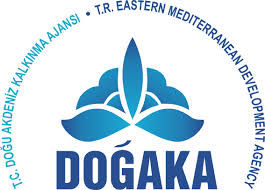 T.C. DOĞU AKDENİZ KALKINMA AJANSI • T.R. EASTERN MEDITERRANEAN DEVELOPMENT AGENCY
DOĞAKA